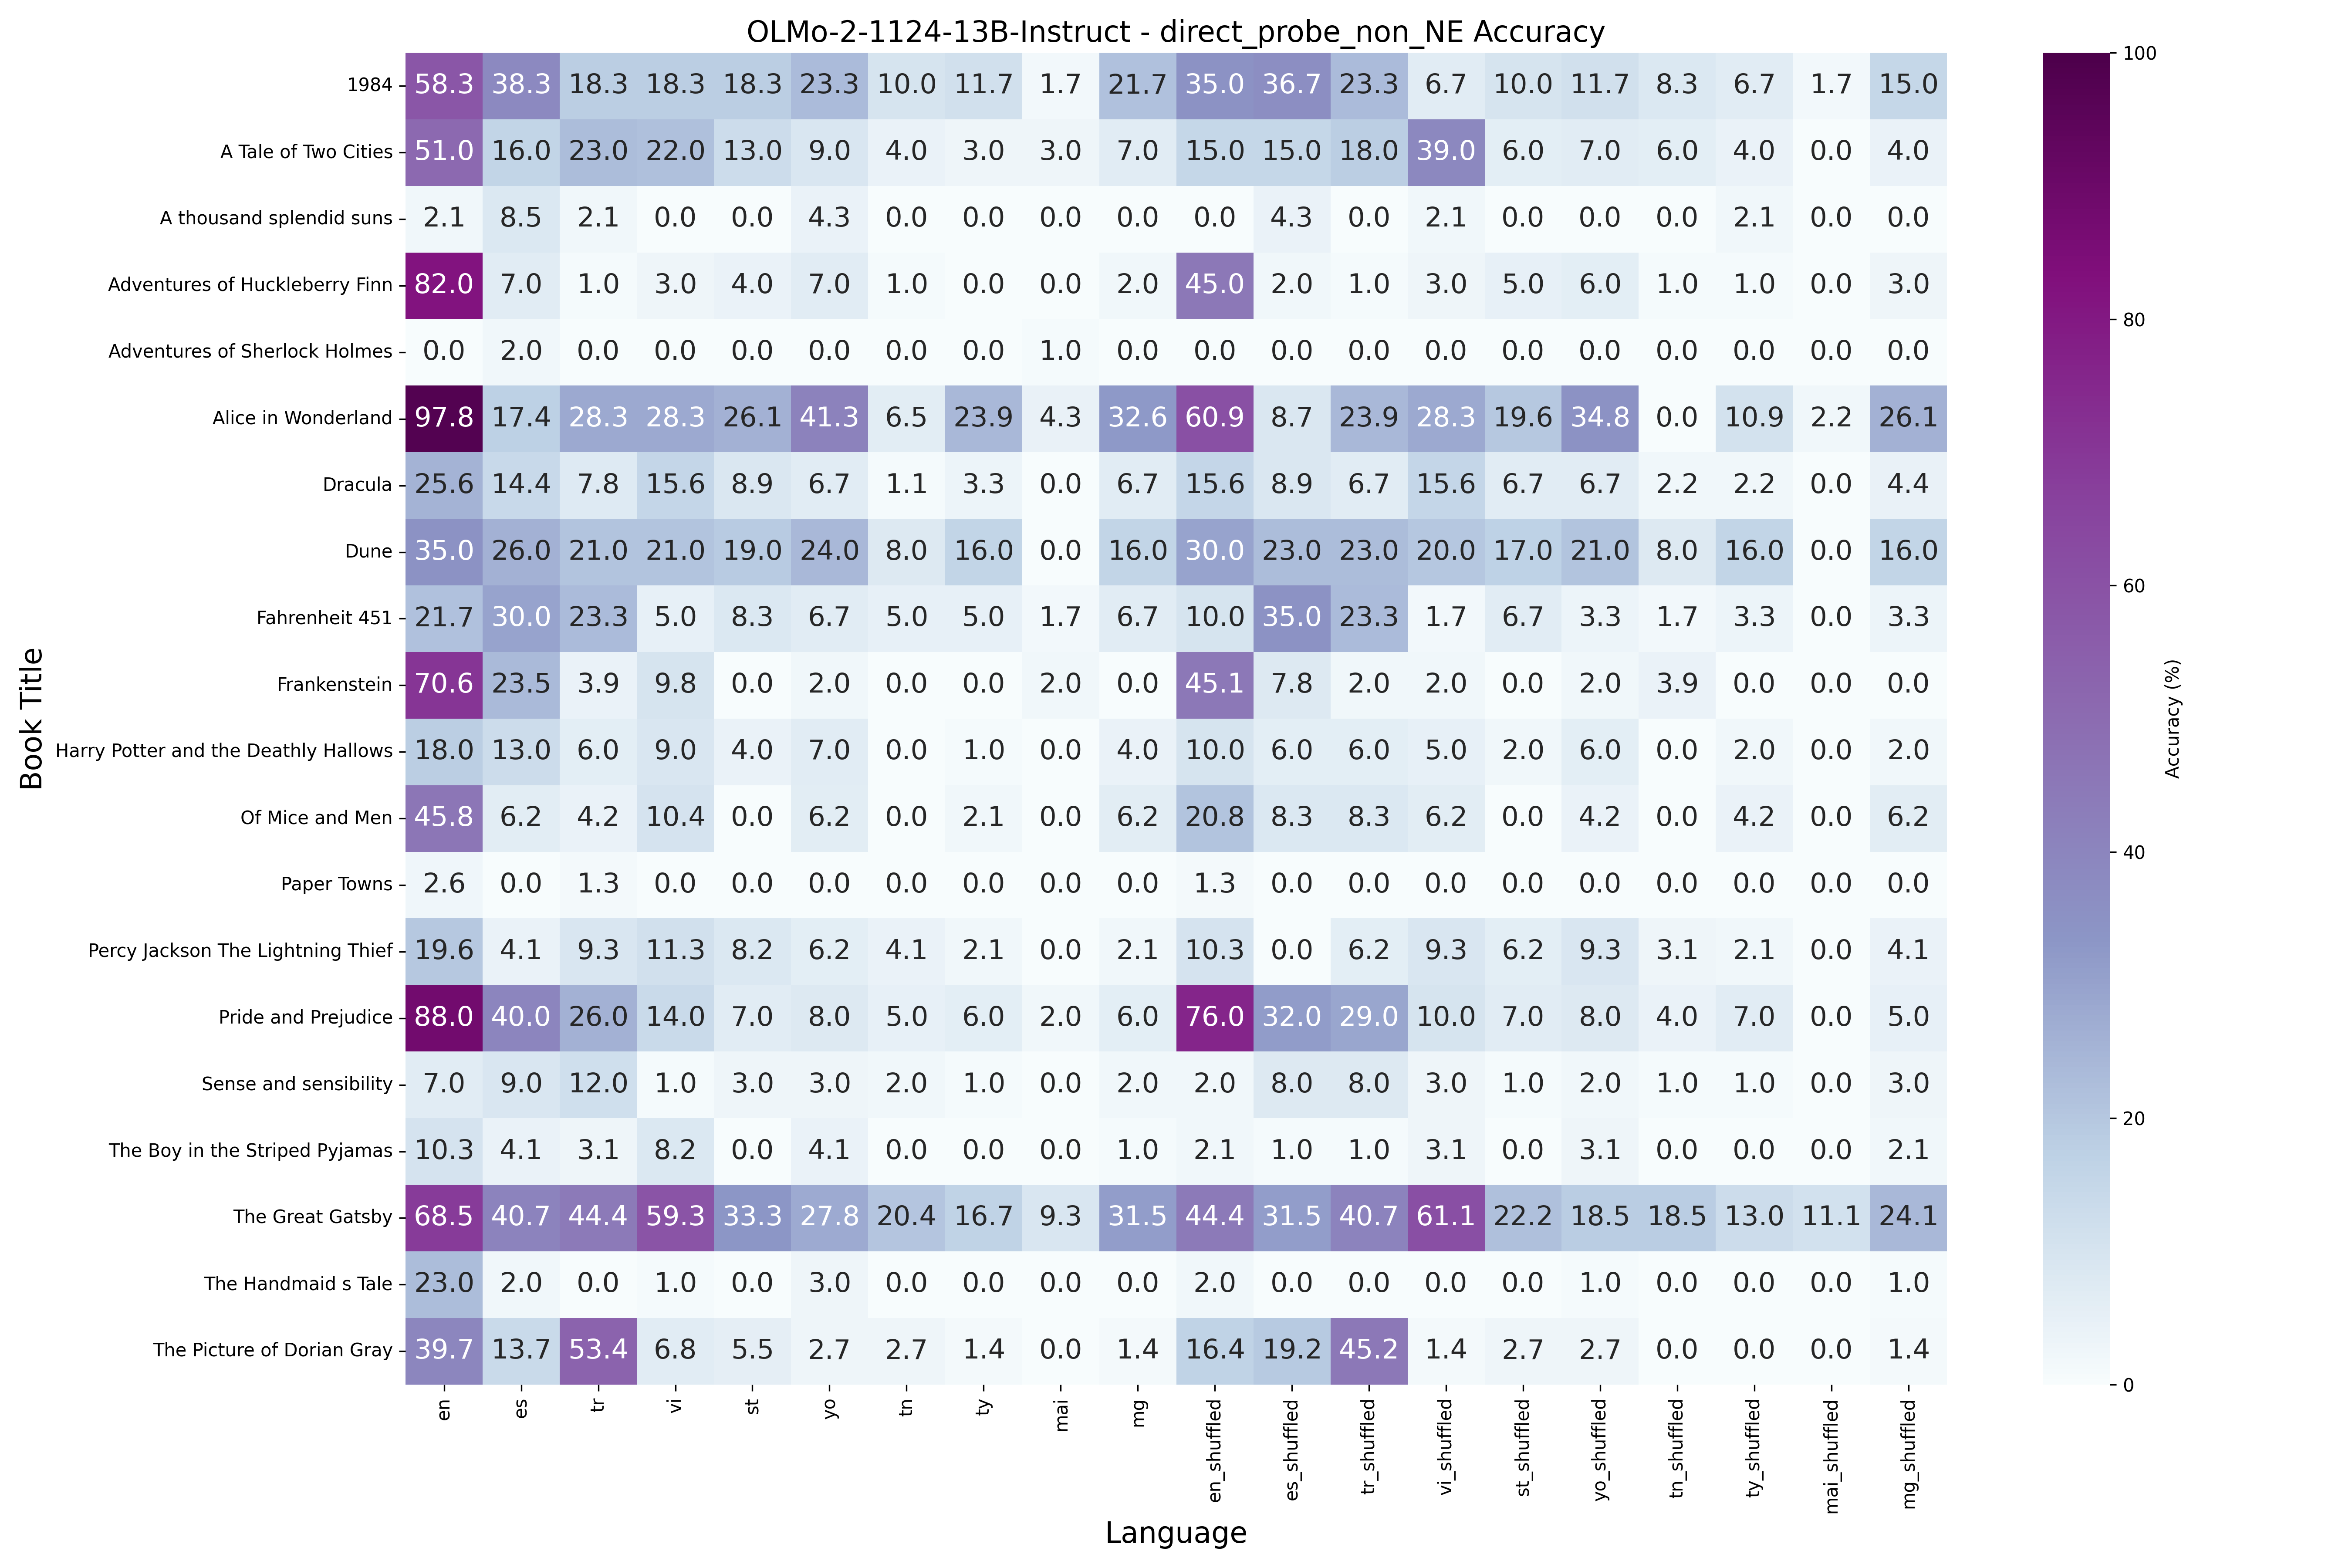 OLMo-2-1124-13B-Instruct - direct_probe_non_NE Accuracy
1984 58.3 38.3 18.3 18.3 18.3 23.3 10.0 11.7 1.7 21.7 35.0 36.7 23.3 6.7 10.0 11.7 8.3 6.7 1.7 15.0
A Tale of Two Cities 51.0 16.0 23.0 22.0 13.0 9.0 4.0 3.0 3.0 7.0 15.0 15.0 18.0 39.0 6.0 7.0 6.0 4.0 0.0 4.0
A thousand splendid suns 2.1 8.5 2.1 0.0 0.0 4.3 0.0 0.0 0.0 0.0 0.0 4.3 0.0 2.1 0.0 0.0 0.0 2.1 0.0 0.0
Adventures of Huckleberry Finn 82.0 7.0 1.0 3.0 4.0 7.0 1.0 0.0 0.0 2.0 45.0 2.0 1.0 3.0 5.0 6.0 1.0 1.0 0.0 3.0
Adventures of Sherlock Holmes 0.0 2.0 0.0 0.0 0.0 0.0 0.0 0.0 1.0 0.0 0.0 0.0 0.0 0.0 0.0 0.0 0.0 0.0 0.0 0.0
Alice in Wonderland 97.8 17.4 28.3 28.3 26.1 41.3 6.5 23.9 4.3 32.6 60.9 8.7 23.9 28.3 19.6 34.8 0.0 10.9 2.2 26.1
Dracula 25.6 14.4 7.8 15.6 8.9 6.7 1.1 3.3 0.0 6.7 15.6 8.9 6.7 15.6 6.7 6.7 2.2 2.2 0.0 4.4
Dune 35.0 26.0 21.0 21.0 19.0 24.0 8.0 16.0 0.0 16.0 30.0 23.0 23.0 20.0 17.0 21.0 8.0 16.0 0.0 16.0
Fahrenheit 451 21.7 30.0 23.3 5.0 8.3 6.7 5.0 5.0 1.7 6.7 10.0 35.0 23.3 1.7 6.7 3.3 1.7 3.3 0.0 3.3
Frankenstein 70.6 23.5 3.9 9.8 0.0 2.0 0.0 0.0 2.0 0.0 45.1 7.8 2.0 2.0 0.0 2.0 3.9 0.0 0.0 0.0
Harry Potter and the Deathly Hallows 18.0 13.0 6.0 9.0 4.0 7.0 0.0 1.0 0.0 4.0 10.0 6.0 6.0 5.0 2.0 6.0 0.0 2.0 0.0 2.0
Of Mice and Men 45.8 6.2 4.2 10.4 0.0 6.2 0.0 2.1 0.0 6.2 20.8 8.3 8.3 6.2 0.0 4.2 0.0 4.2 0.0 6.2
Paper Towns 2.6 0.0 1.3 0.0 0.0 0.0 0.0 0.0 0.0 0.0 1.3 0.0 0.0 0.0 0.0 0.0 0.0 0.0 0.0 0.0
Percy Jackson The Lightning Thief 19.6 4.1 9.3 11.3 8.2 6.2 4.1 2.1 0.0 2.1 10.3 0.0 6.2 9.3 6.2 9.3 3.1 2.1 0.0 4.1
Pride and Prejudice 88.0 40.0 26.0 14.0 7.0 8.0 5.0 6.0 2.0 6.0 76.0 32.0 29.0 10.0 7.0 8.0 4.0 7.0 0.0 5.0
Sense and sensibility 7.0 9.0 12.0 1.0 3.0 3.0 2.0 1.0 0.0 2.0 2.0 8.0 8.0 3.0 1.0 2.0 1.0 1.0 0.0 3.0
The Boy in the Striped Pyjamas 10.3 4.1 3.1 8.2 0.0 4.1 0.0 0.0 0.0 1.0 2.1 1.0 1.0 3.1 0.0 3.1 0.0 0.0 0.0 2.1
The Great Gatsby 68.5 40.7 44.4 59.3 33.3 27.8 20.4 16.7 9.3 31.5 44.4 31.5 40.7 61.1 22.2 18.5 18.5 13.0 11.1 24.1
The Handmaid s Tale 23.0 2.0 0.0 1.0 0.0 3.0 0.0 0.0 0.0 0.0 2.0 0.0 0.0 0.0 0.0 1.0 0.0 0.0 0.0 1.0
The Picture of Dorian Gray 39.7 13.7 53.4 6.8 5.5 2.7 2.7 1.4 0.0 1.4 16.4 19.2 45.2 1.4 2.7 2.7 0.0 0.0 0.0 1.4
en es tr vi st yo tn ty mai mg en_shuffled es_shuffled tr_shuffled vi_shuffled st_shuffled yo_shuffled tn_shuffled ty_shuffled mai_shuffled mg_shuffled
Language
Book Title
100
80
60
40
20
0
Accuracy (%)